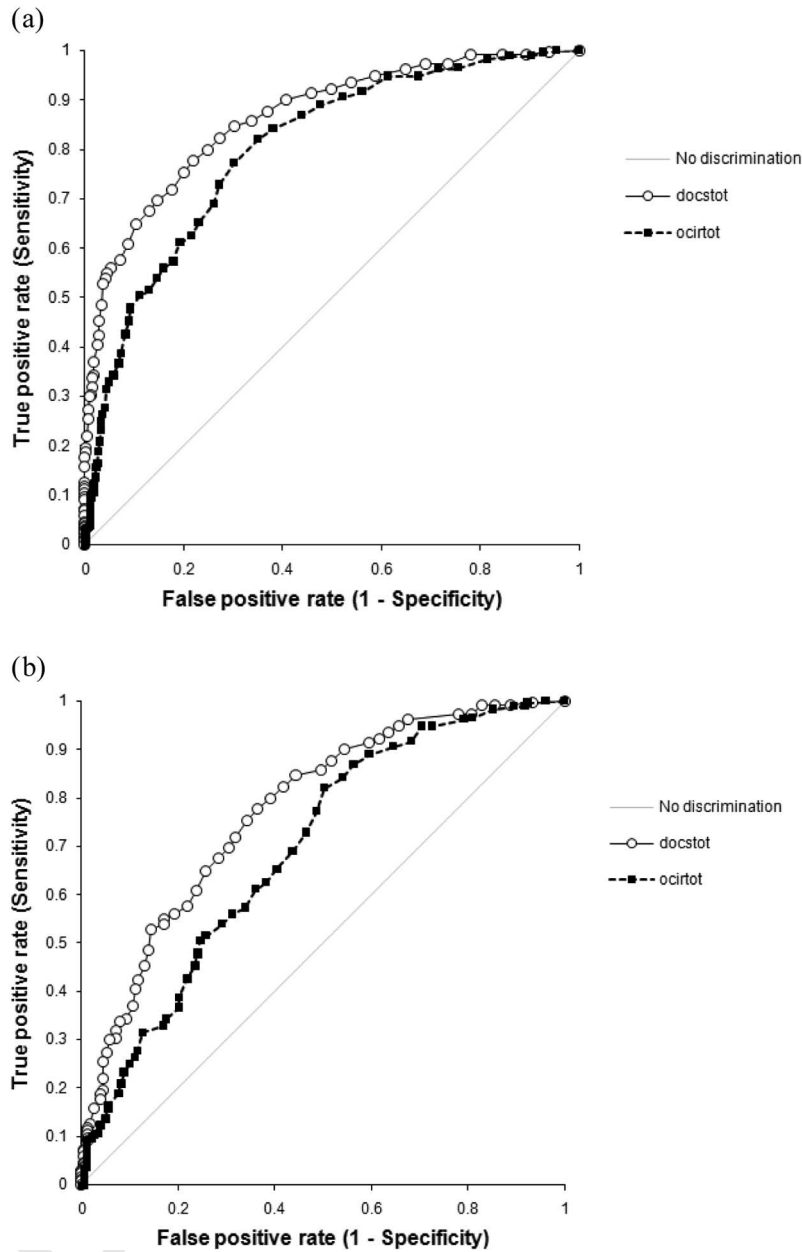 (a)
1
0.9
0.8
0.7
0.6
0.5
0.4
0.3
0.2
0.1
0
True positive rate (Sensitivity)
0 0.2 0.4 0.6 0.8 1
False positive rate (1 - Specificity)
No discrimination
docstot
ocirtot
(b)
1
0.9
0.8
0.7
0.6
0.5
0.4
0.3
0.2
0.1
0
True positive rate (Sensitivity)
0 0.2 0.4 0.6 0.8 1
False positive rate (1 - Specificity)
No discrimination
docstot
ocirtot